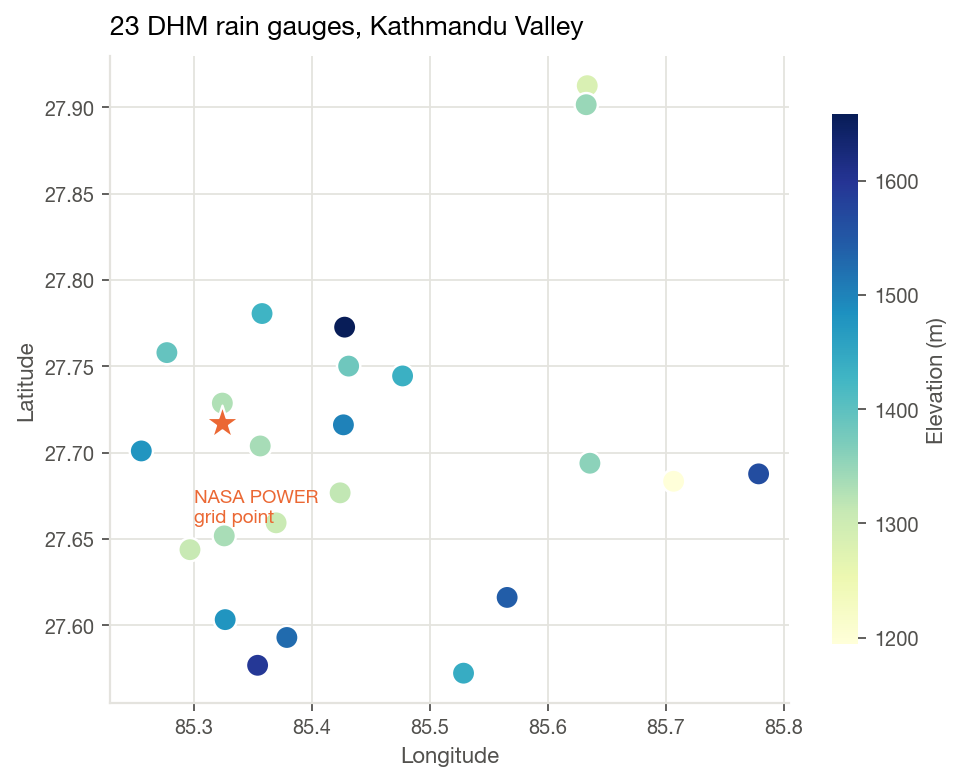 23 DHM rain gauges, Kathmandu Valley
27.90
27.85
27.80
27.75
27.70
27.65
27.60
Latitude
NASA POWER
grid point
85.3 85.4 85.5 85.6 85.7 85.8
Longitude
1600
1500
1400
1300
1200
Elevation (m)